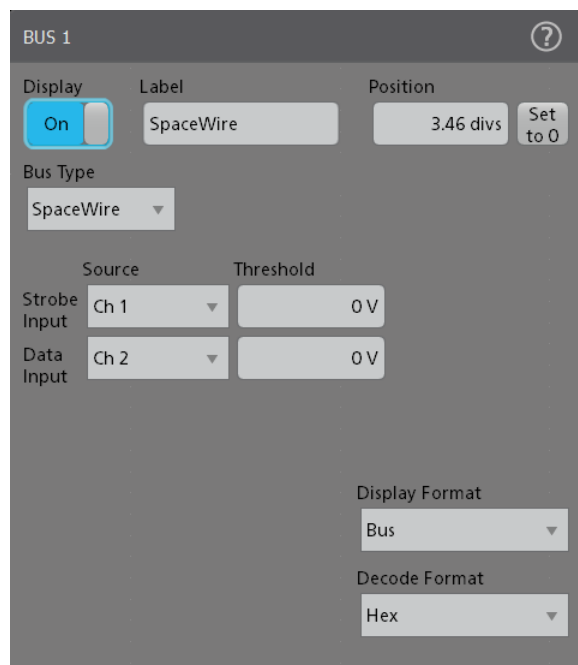 BUS 1
?
Display Label Position
On SpaceWire 3.46 divs Set to 0
Bus Type
SpaceWire
Source Threshold
Strobe Input Ch 1 0 V
Data Input Ch 2 0 V
Display Format
Bus
Decode Format
Hex